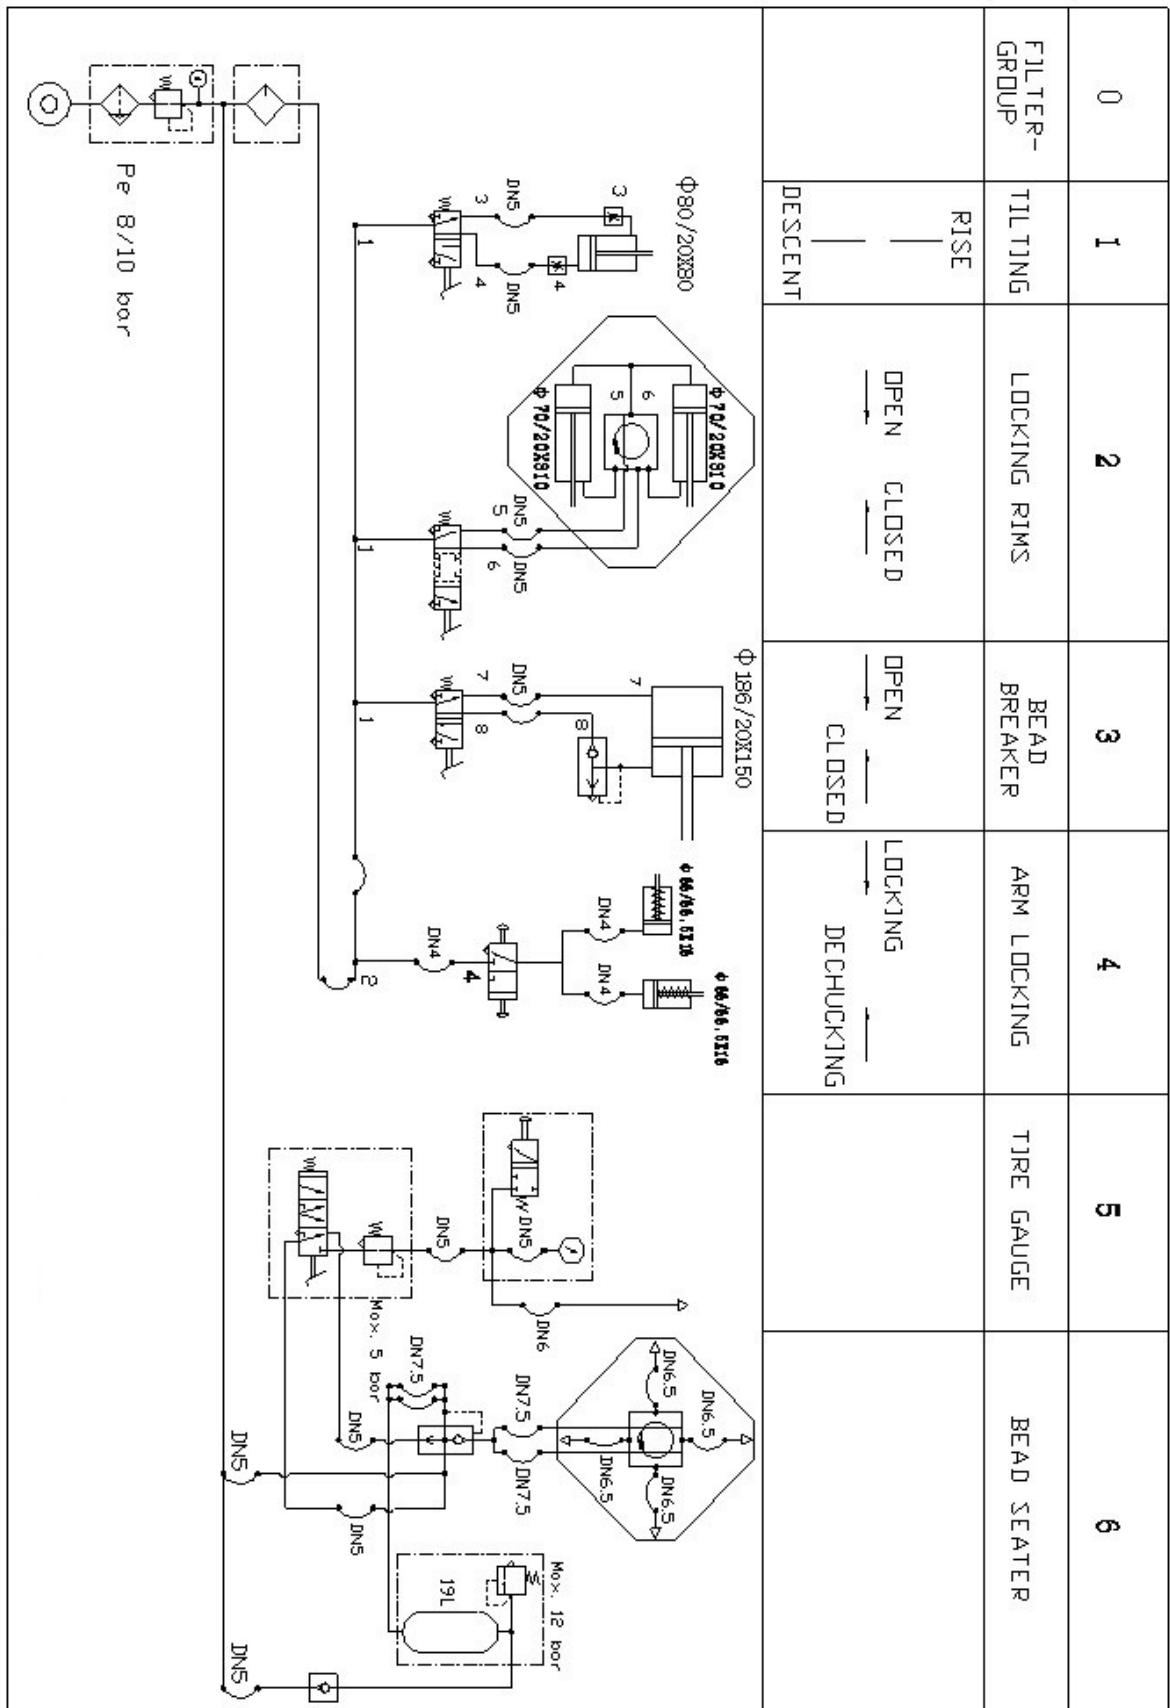 0
FILTER-
GROUP
1
TILTING
RISE
DESCENT
2
LOCKING RIMS
OPEN CLOSED
3
BEAD
BREAKER
OPEN
CLOSED
4
ARM LOCKING
LOCKING
DECHUCKING
5
TIRE GAUGE
6
BEAD SEATER
Pe 8/10 bar
Φ80/20X80
3
4
DN5
DN5
3
4
1
Φ70/20X810
Φ70/20X810
5
6
DN5
DN5
5
6
1
Φ186/20X150
7
8
DN5
7
8
1
DN4
DN4
DN4
4
2
DN5
DN5
DN6
Max. 5 bar
DN6.5
DN6.5
DN6.5
DN6.5
DN7.5
DN7.5
DN7.5
DN5
DN5
DN5
Max. 12 bar
19L
DN5